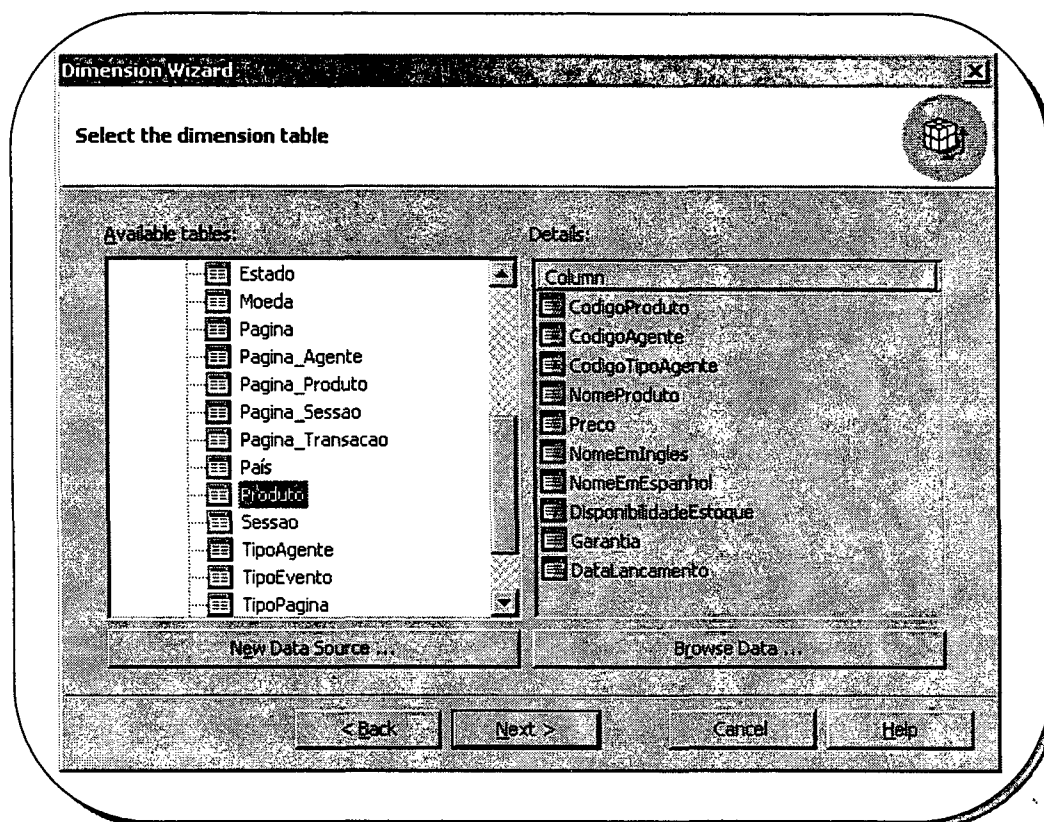 Dimension Wizard
Select the dimension table
Available tables:
Estado
Moeda
Pagina
Pagina_Agente
Pagina_Produto
Pagina_Sessao
Pagina_Transacao
País
Produto
Sessao
TipoAgente
TipoEvento
TipoPagina
New Data Source ...
Details:
Column
CodigoProduto
CodigoAgente
CodigoTipoAgente
NomeProduto
Preco
NomeEmIngles
NomeEmEspanhol
DisponibilidadeEstoque
Garantia
DataLancamento
Browse Data ...
< Back
Next >
Cancel
Help